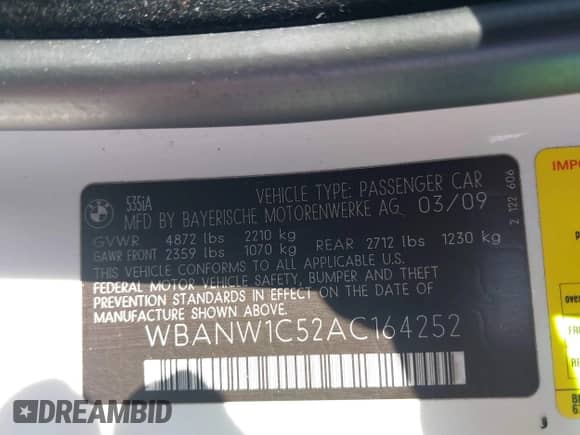 535iA
VEHICLE TYPE: PASSENGER CAR
MFD BY BAYERISCHE MOTORENWERKE AG. 03/09
GVWR 4872 lbs 2210 kg
GAWR FRONT 2359 lbs 1070 kg REAR 2712 lbs 1230 kg
THIS VEHICLE CONFORMS TO ALL APPLICABLE U.S.
FEDERAL MOTOR VEHICLE SAFETY, BUMPER AND THEFT
PREVENTION STANDARDS IN EFFECT ON THE DATE OF
MANUFACTURE SHOWN ABOVE.
WBANW1C52AC164252
2 122 606
IMPO
over
DREAMBID